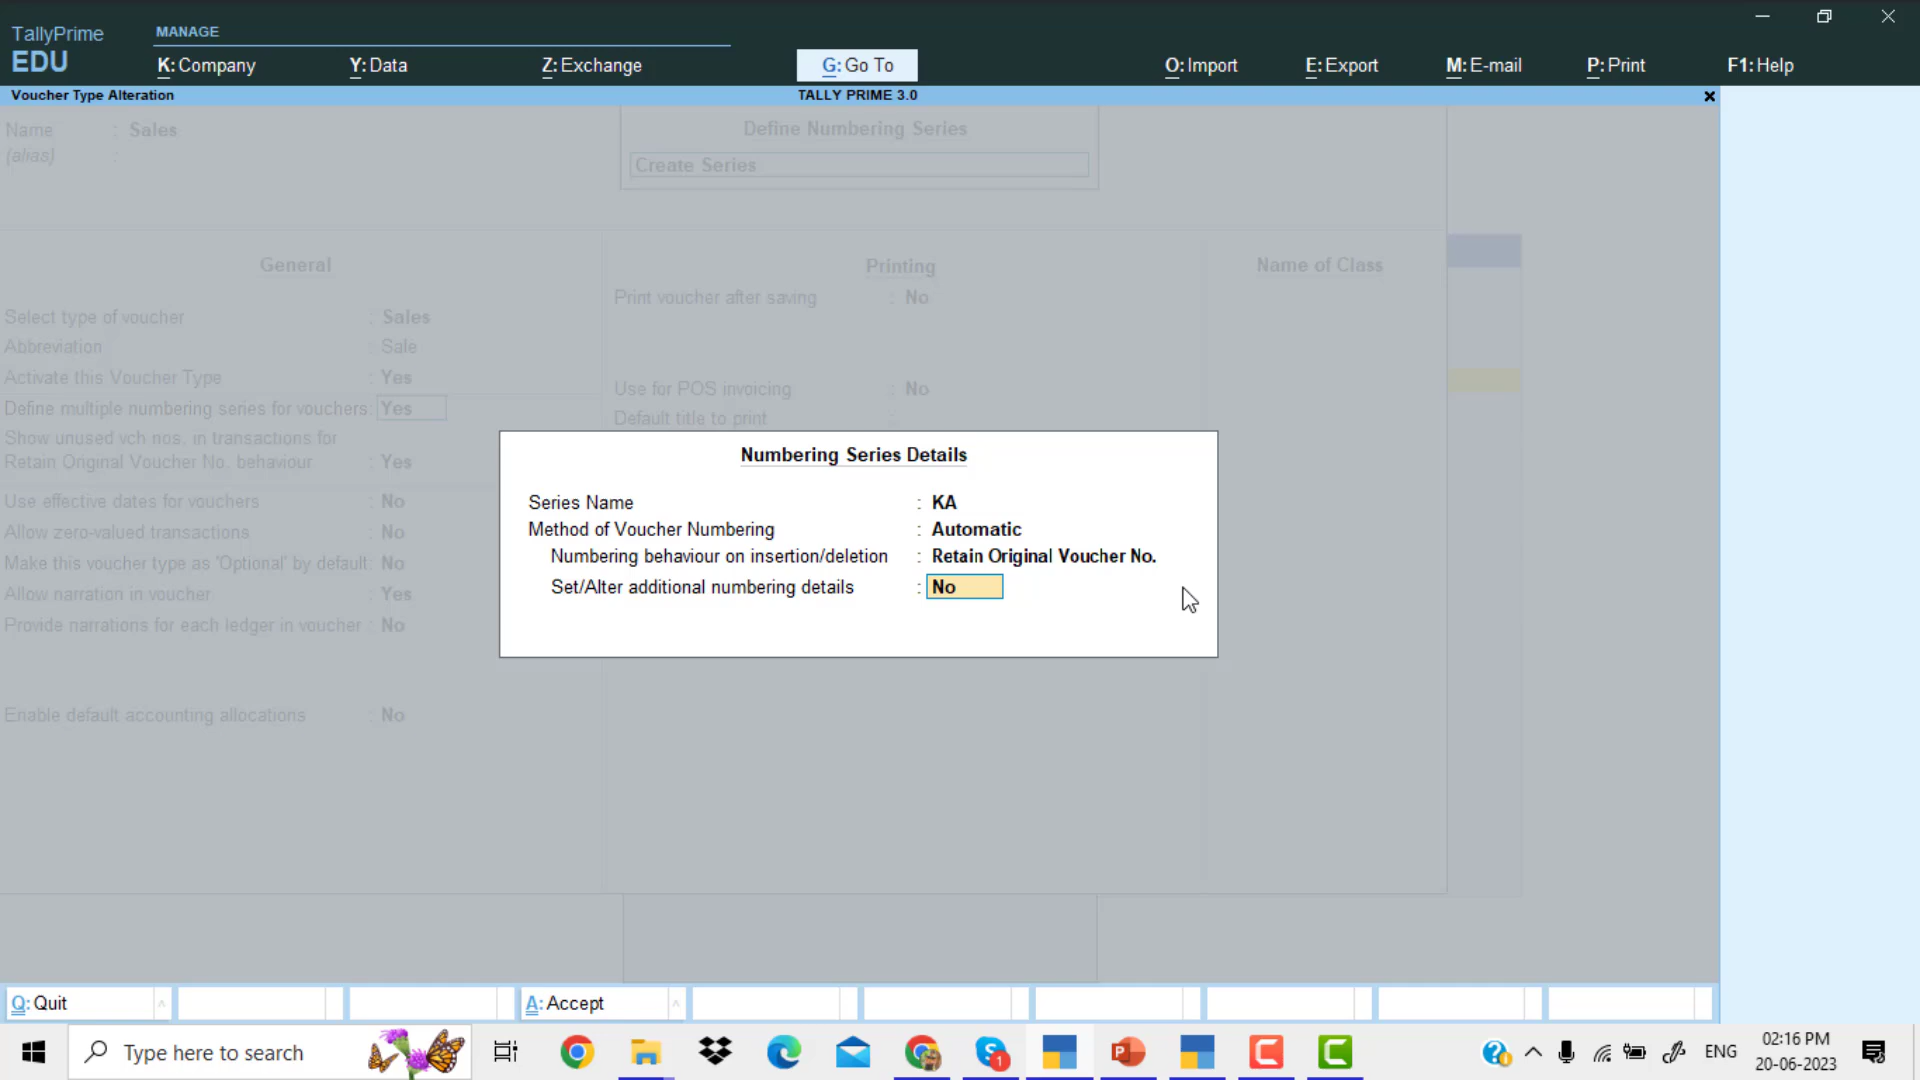 TallyPrime
EDU
MANAGE
K: Company
Y: Data
Z: Exchange
G: Go To
O: Import
E: Export
M: E-mail
P: Print
F1: Help
Voucher Type Alteration
TALLY PRIME 3.0
Name : Sales
(alias) :
Define Numbering Series
Create Series
General
Printing
Name of Class
Select type of voucher : Sales
Abbreviation : Sale
Activate this Voucher Type : Yes
Define multiple numbering series for vouchers: Yes
Show unused vch nos. in transactions for
Retain Original Voucher No. behaviour : Yes
Use effective dates for vouchers : No
Allow zero-valued transactions : No
Make this voucher type as 'Optional' by default: No
Allow narration in voucher : Yes
Provide narrations for each ledger in voucher : No
Enable default accounting allocations : No
Print voucher after saving : No
Use for POS invoicing : No
Default title to print :
Numbering Series Details
Series Name : KA
Method of Voucher Numbering : Automatic
Numbering behaviour on insertion/deletion : Retain Original Voucher No.
Set/Alter additional numbering details : No
Q: Quit
A: Accept
Type here to search
1
ENG
02:16 PM
20-06-2023